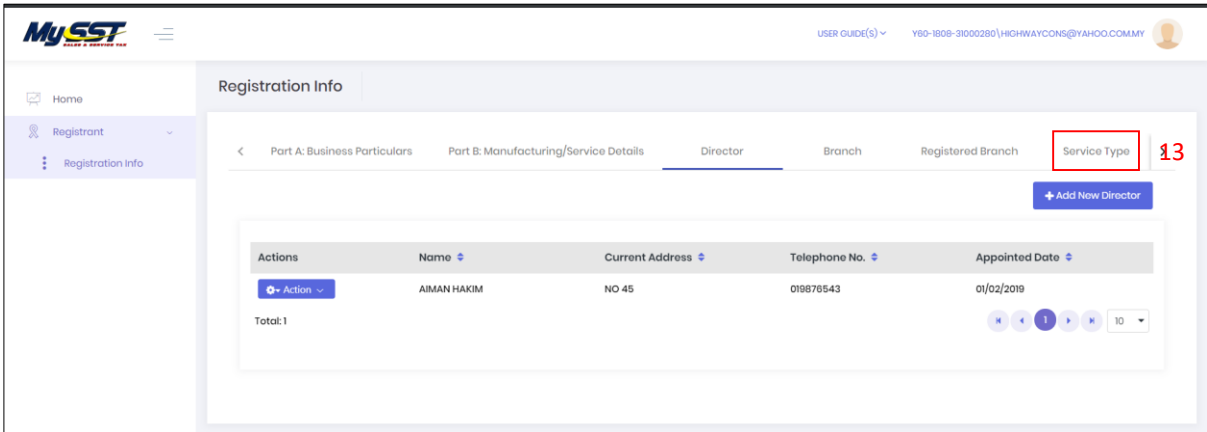 MySST
SALES & SERVICE TAX
USER GUIDE(S)
Y60-1808-31000280\HIGHWAYCONS@YAHOO.COM.MY
Home
Registrant
Registration Info
Registration Info
Part A: Business Particulars Part B: Manufacturing/Service Details Director Branch Registered Branch Service Type 13
+ Add New Director
Actions Name Current Address Telephone No. Appointed Date
Action AIMAN HAKIM NO 45 019876543 01/02/2019
Total: 1 1 10